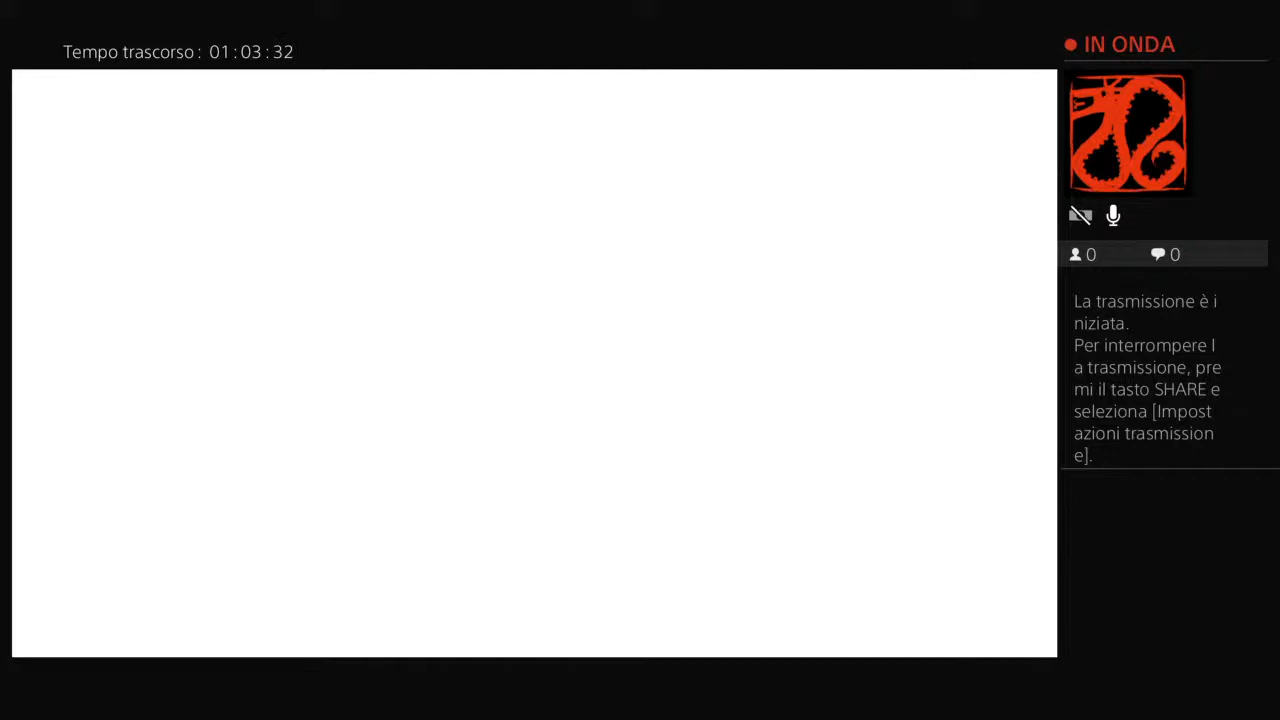 Tempo trascorso: 01:03:32
IN ONDA
0 0
La trasmissione è i
niziata.
Per interrompere l
a trasmissione, pre
mi il tasto SHARE e
seleziona [Impost
azioni trasmission
e].